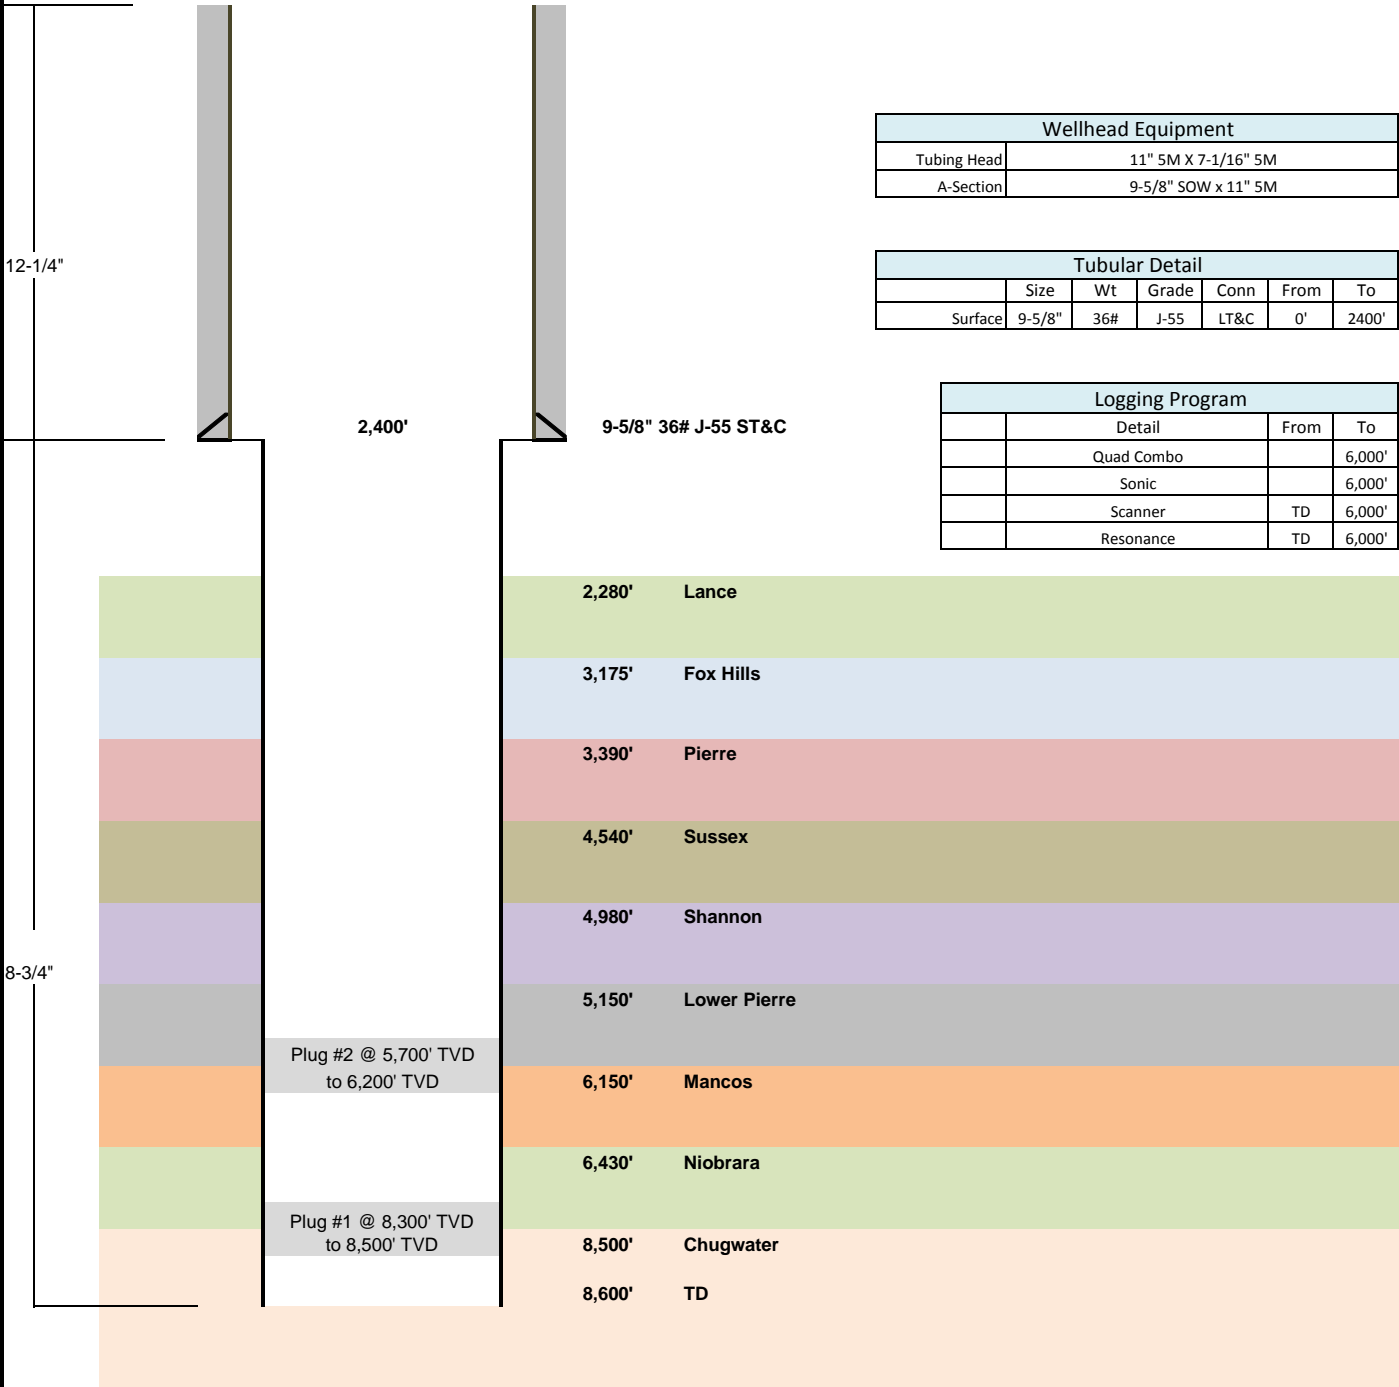 Wellhead Equipment
Tubing Head 11" 5M X 7-1/16" 5M
A-Section 9-5/8" SOW x 11" 5M
12-1/4"
Tubular Detail
Size Wt Grade Conn From To
Surface 9-5/8" 36# J-55 LT&C 0' 2400'
Logging Program
Detail From To
Quad Combo 6,000'
Sonic 6,000'
Scanner TD 6,000'
Resonance TD 6,000'
2,400' 9-5/8" 36# J-55 ST&C
2,280' Lance
3,175' Fox Hills
3,390' Pierre
4,540' Sussex
4,980' Shannon
8-3/4"
5,150' Lower Pierre
Plug #2 @ 5,700' TVD
to 6,200' TVD
6,150' Mancos
6,430' Niobrara
Plug #1 @ 8,300' TVD
to 8,500' TVD
8,500' Chugwater
8,600' TD